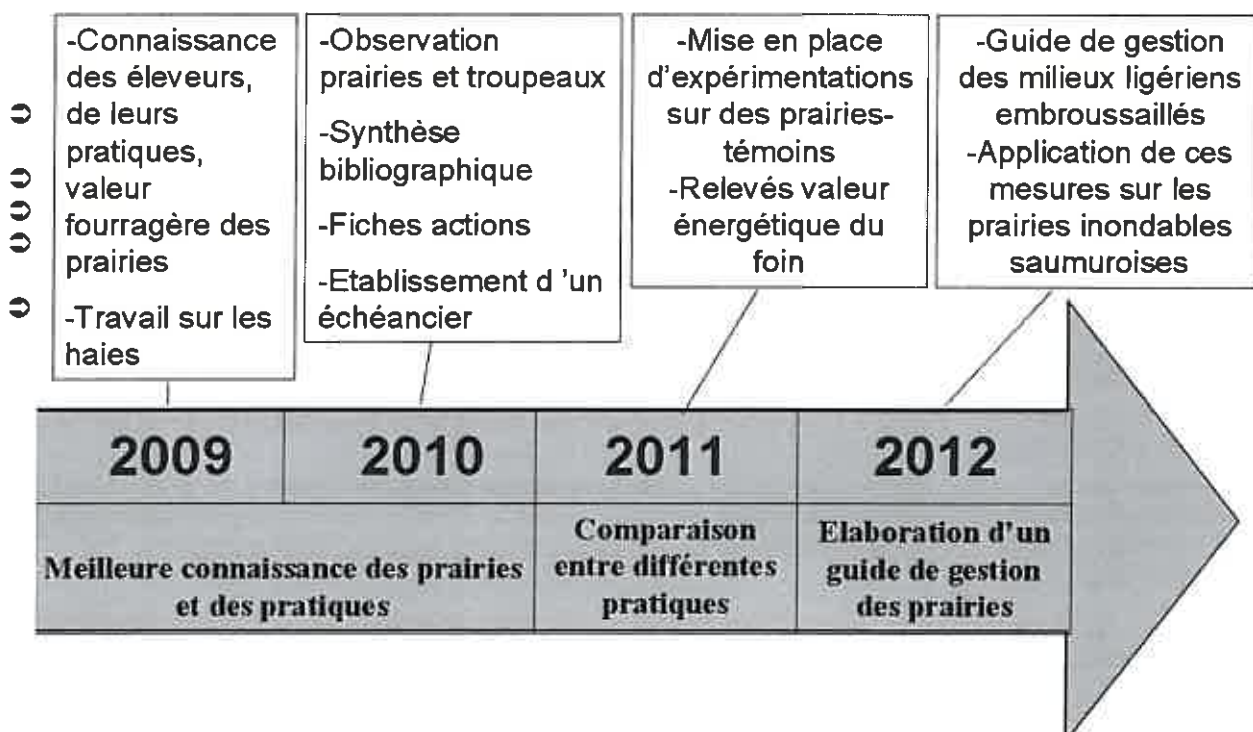 -Connaissance
des éleveurs,
de leurs
pratiques,
valeur
fourragère des
prairies
-Travail sur les
haies
-Observation
prairies et troupeaux
-Synthèse
bibliographique
-Fiches actions
-Etablissement d 'un
échéancier
-Mise en place
d'expérimentations
sur des prairies-
témoins
-Relevés valeur
énergétique du
foin
-Guide de gestion
des milieux ligériens
embroussaillés
-Application de ces
mesures sur les
prairies inondables
saumuroises
2009
2010
2011
2012
Meilleure connaissance des prairies
et des pratiques
Comparaison
entre différentes
pratiques
Elaboration d'un
guide de gestion
des prairies